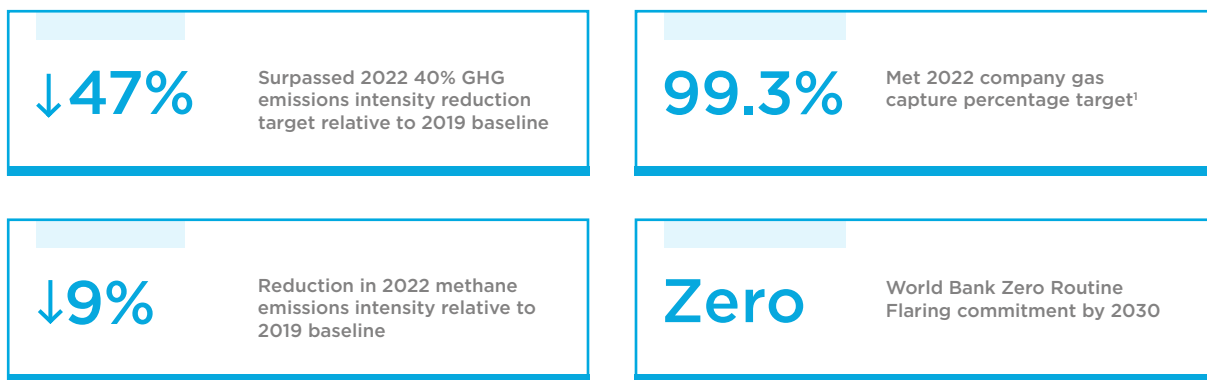 ↓47%
Surpassed 2022 40% GHG
emissions intensity reduction
target relative to 2019 baseline
99.3%
Met 2022 company gas
capture percentage target¹
↓9%
Reduction in 2022 methane
emissions intensity relative to
2019 baseline
Zero
World Bank Zero Routine
Flaring commitment by 2030